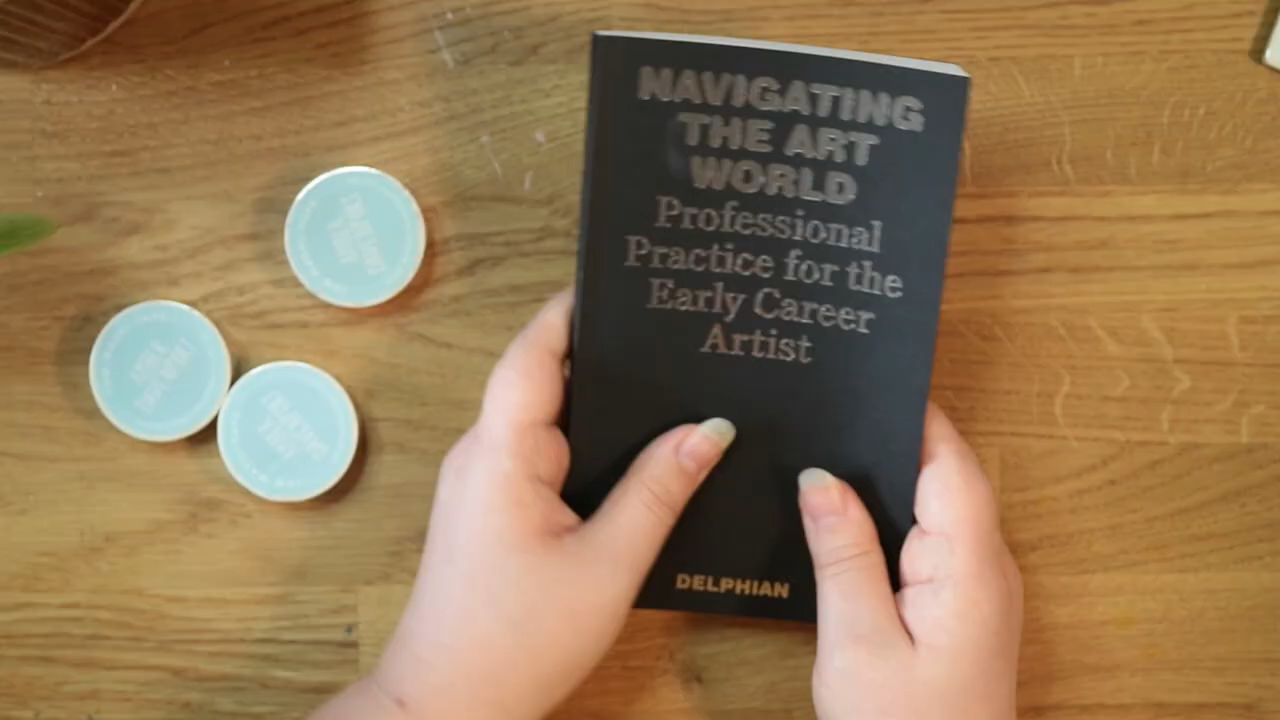 NAVIGATING
THE ART
WORLD
Professional
Practice for the
Early Career
Artist
DELPHIAN